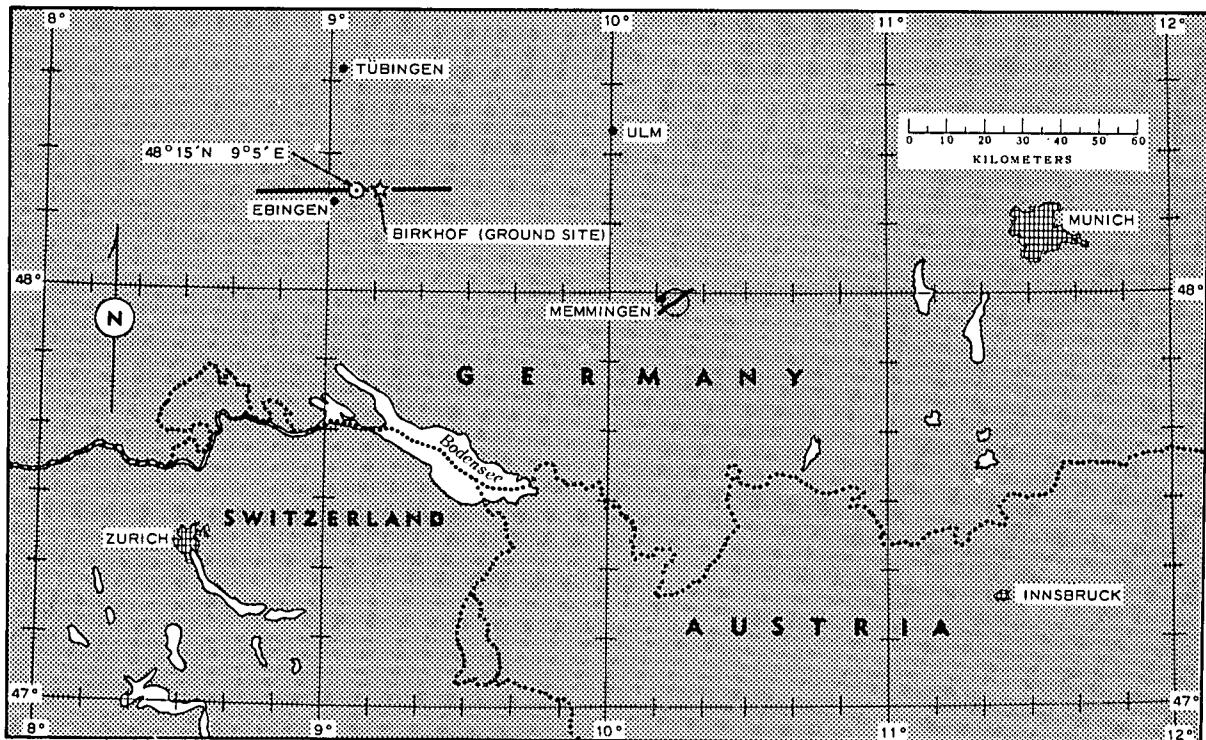 8° 9° 10° 11° 12°
TÜBINGEN
ULM
0 10 20 30 40 50 60
KILOMETERS
48°15′N 9°5′E
EBINGEN
BIRKHOF (GROUND SITE)
MUNICH
48° 48°
MEMMINGEN
N
GERMANY
Bodensee
SWITZERLAND
ZURICH
INNSBRUCK
AUSTRIA
47° 47°
8° 9° 10° 11° 12°